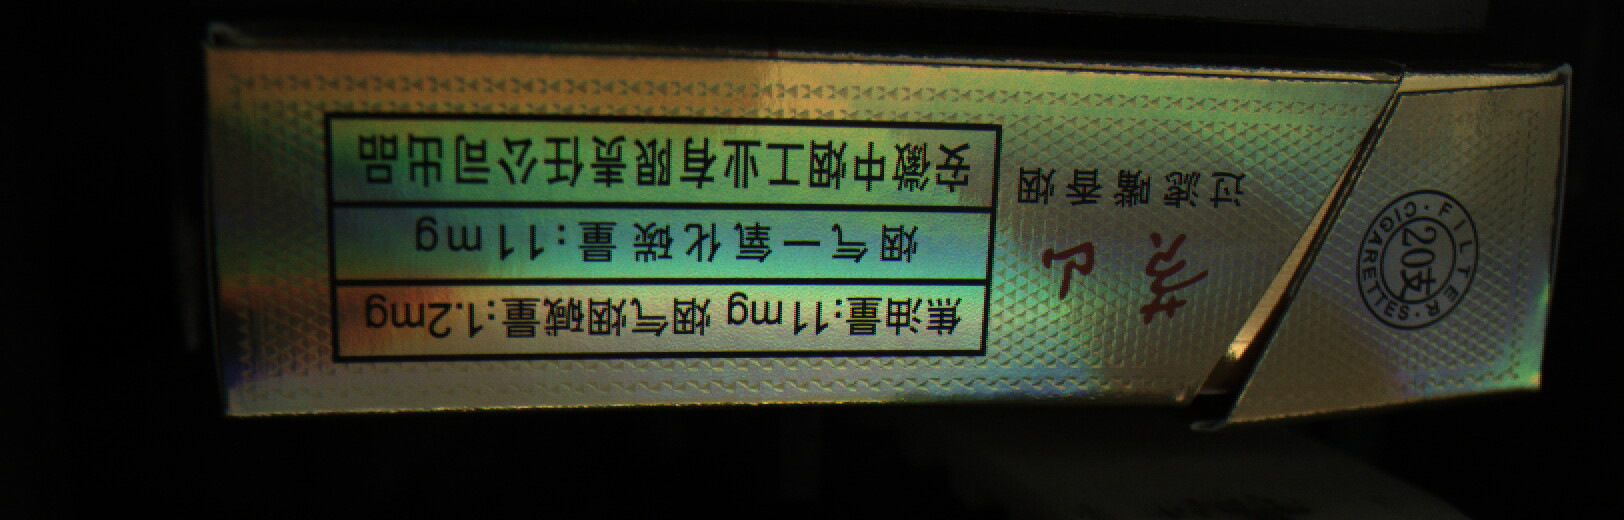 FILTER·CIGARETTES·
20支
过滤嘴香烟
焦油量:11mg 烟气烟碱量:1.2mg
烟气一氧化碳量:11mg
安徽中烟工业有限责任公司出品